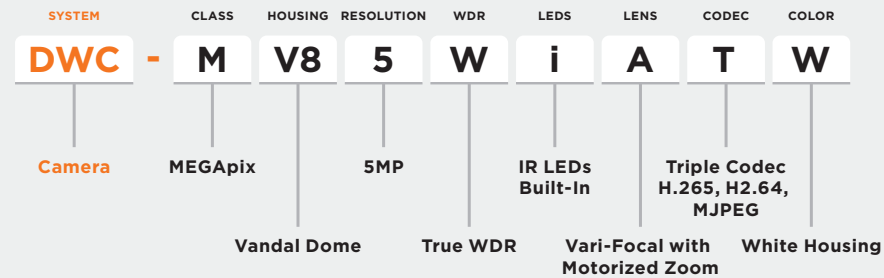 SYSTEM CLASS HOUSING RESOLUTION WDR LEDS LENS CODEC COLOR
DWC - M V8 5 W i A T W
Camera MEGApix 5MP IR LEDs Triple Codec
Built-In H.265, H2.64,
MJPEG
Vandal Dome True WDR Vari-Focal with White Housing
Motorized Zoom